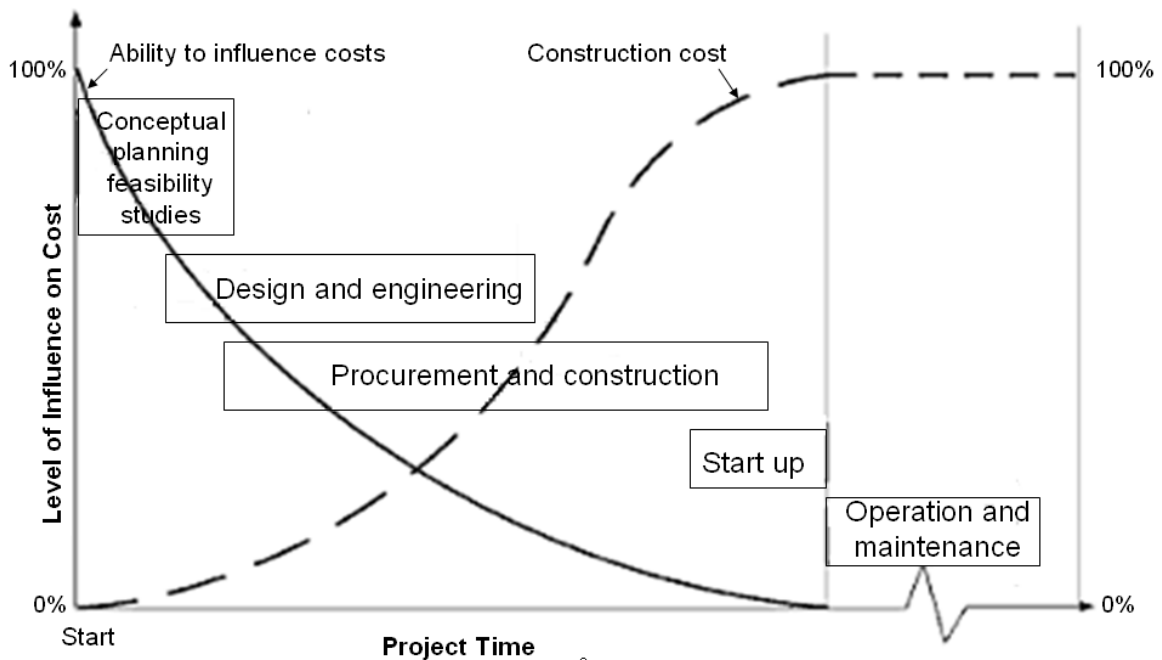 Ability to influence costs
Construction cost
100%
100%
Conceptual
planning
feasibility
studies
Level of Influence on Cost
Design and engineering
Procurement and construction
Start up
Operation and
maintenance
0%
0%
Start
Project Time